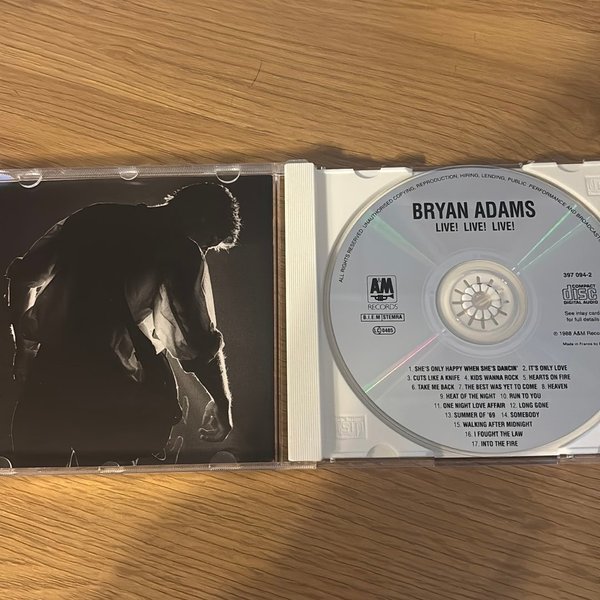 ALL RIGHTS RESERVED. UNAUTHORISED COPYING, REPRODUCTION, HIRING, LENDING, PUBLIC PERFORMANCE AND BROADCASTING
BRYAN ADAMS
LIVE! LIVE! LIVE!
A&M
RECORDS
B.I.E.M STEMRA
LC 0485
397 094-2
COMPACT
disc
DIGITAL AUDIO
See inlay card
for full details
℗ 1988 A&M Reco
Made in France by
1. SHE'S ONLY HAPPY WHEN SHE'S DANCIN' 2. IT'S ONLY LOVE
3. CUTS LIKE A KNIFE 4. KIDS WANNA ROCK 5. HEARTS ON FIRE
6. TAKE ME BACK 7. THE BEST WAS YET TO COME 8. HEAVEN
9. HEAT OF THE NIGHT 10. RUN TO YOU
11. ONE NIGHT LOVE AFFAIR 12. LONG GONE
13. SUMMER OF '69 14. SOMEBODY
15. WALKING AFTER MIDNIGHT
16. I FOUGHT THE LAW
17. INTO THE FIRE